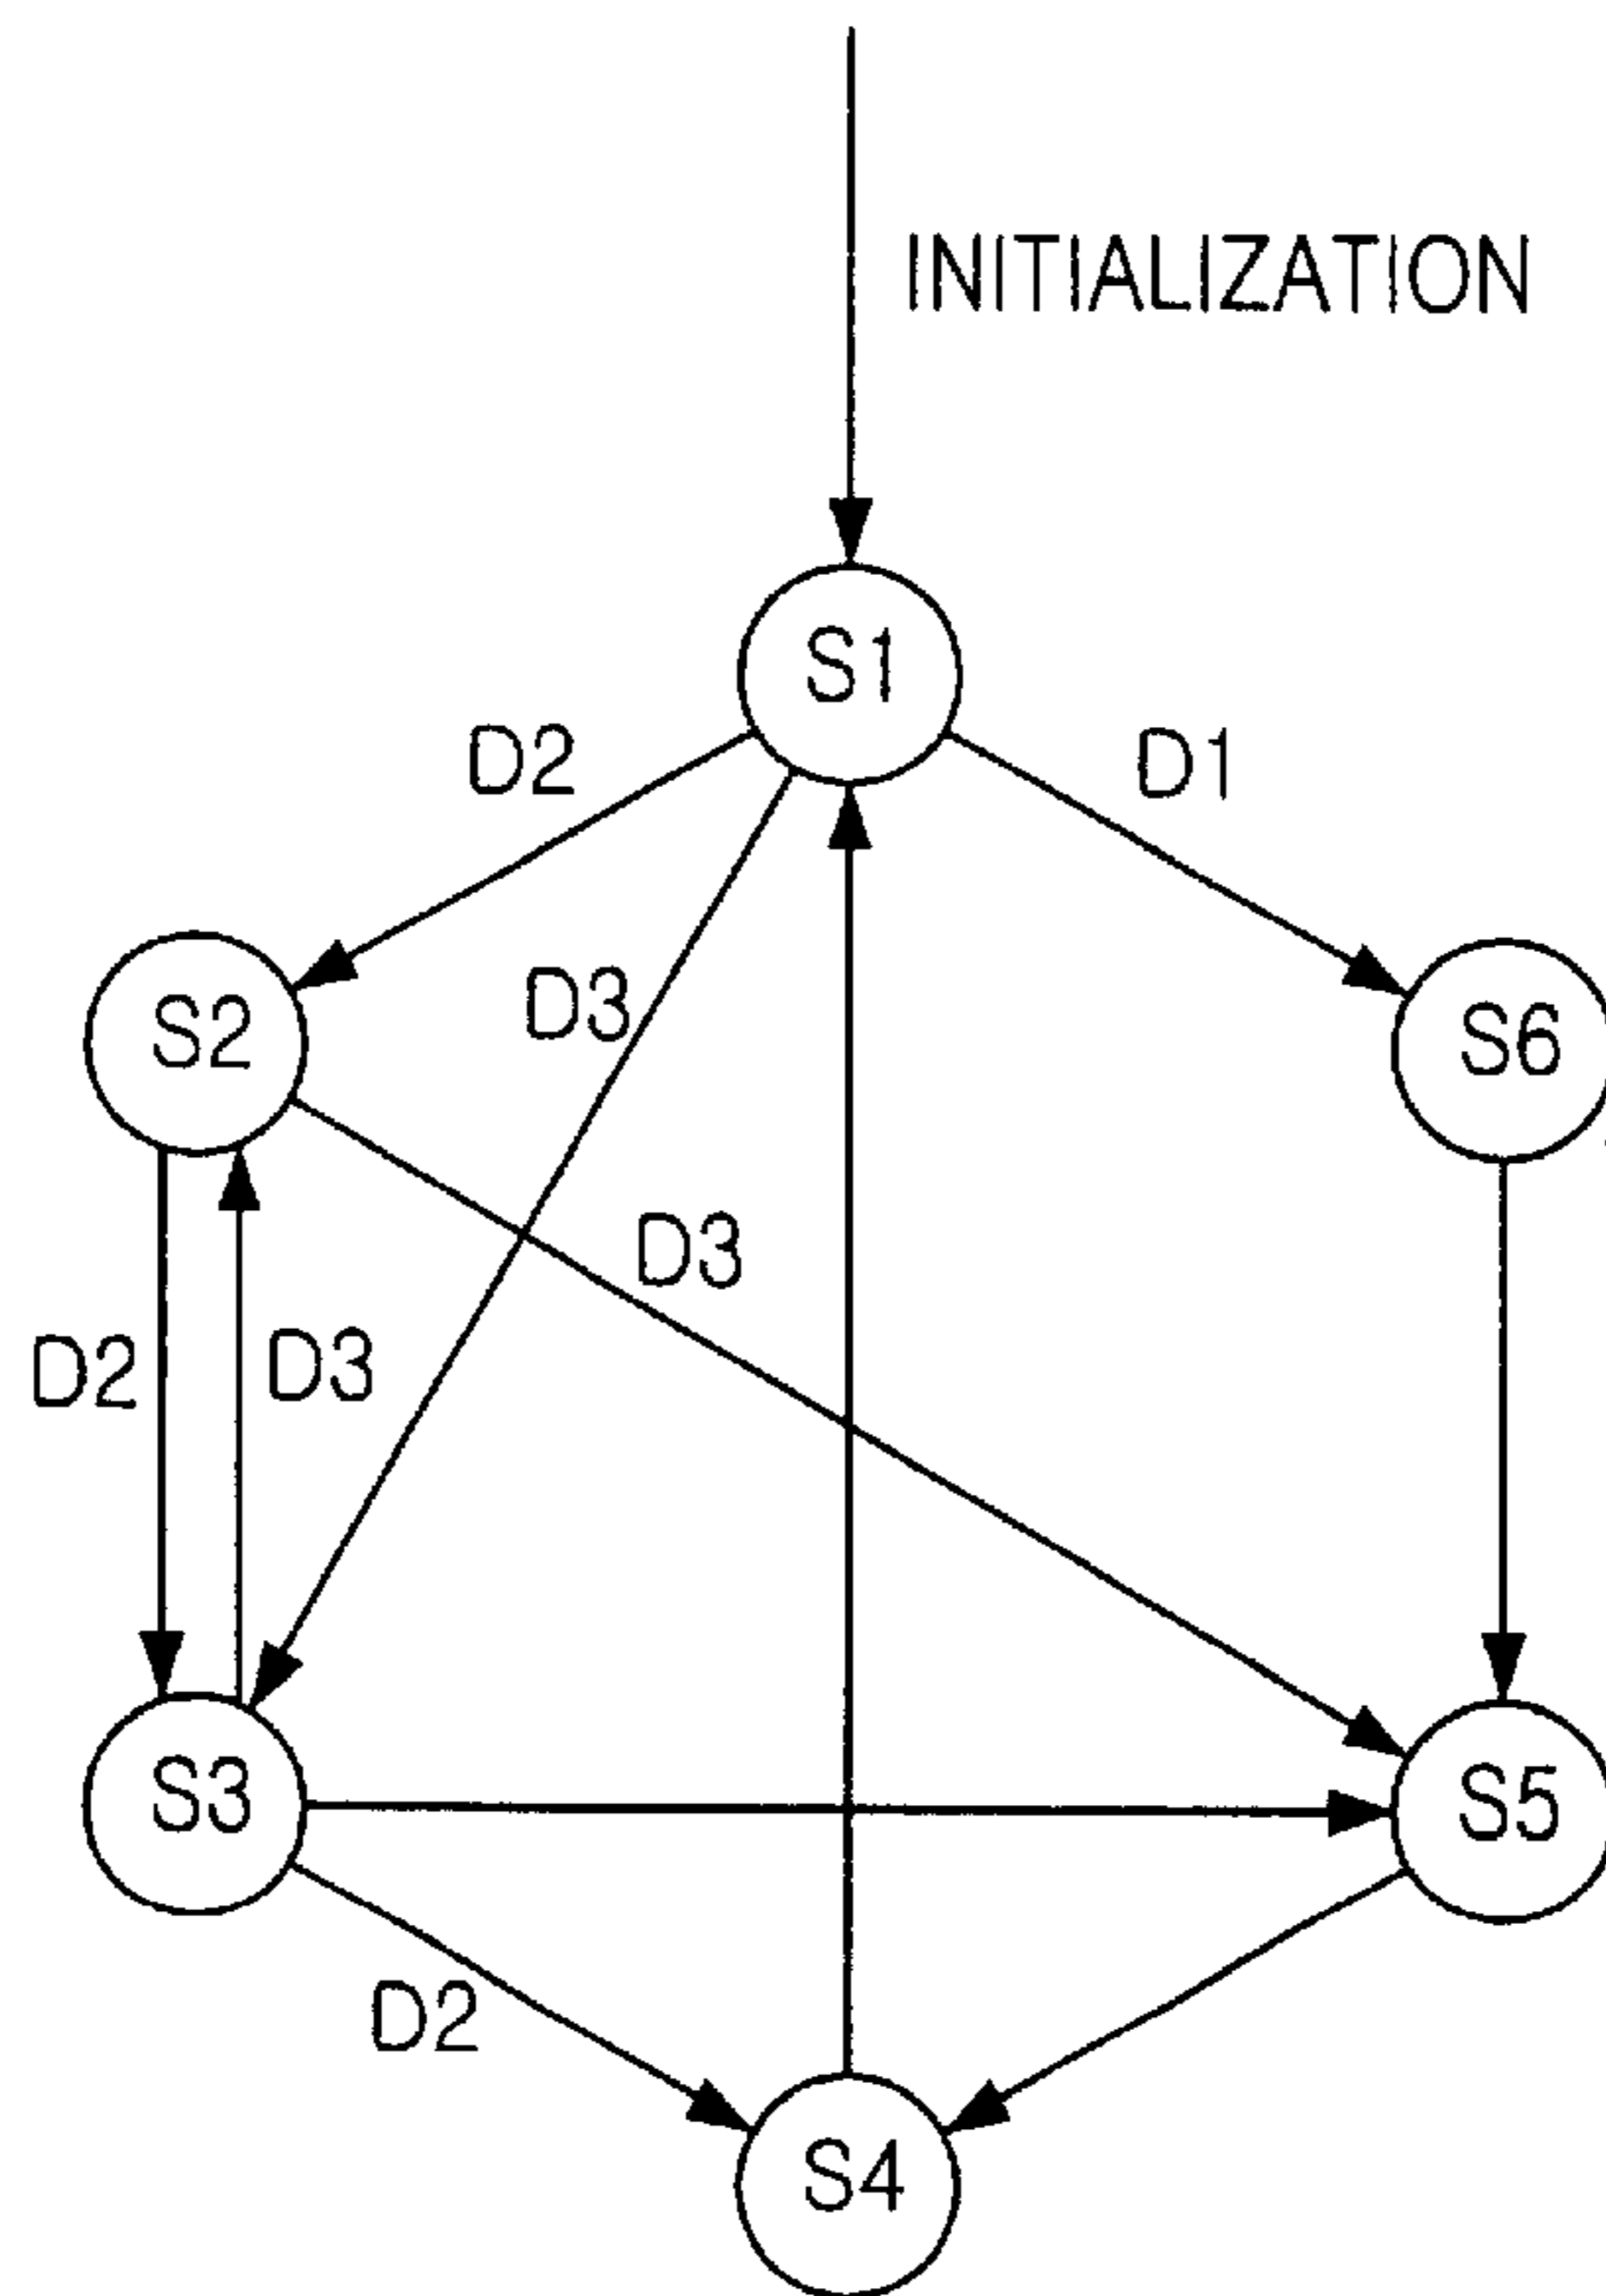 INITIALIZATION
S1
D2
D1
D3
S2
S6
D3
D2
D3
S3
S5
D2
S4